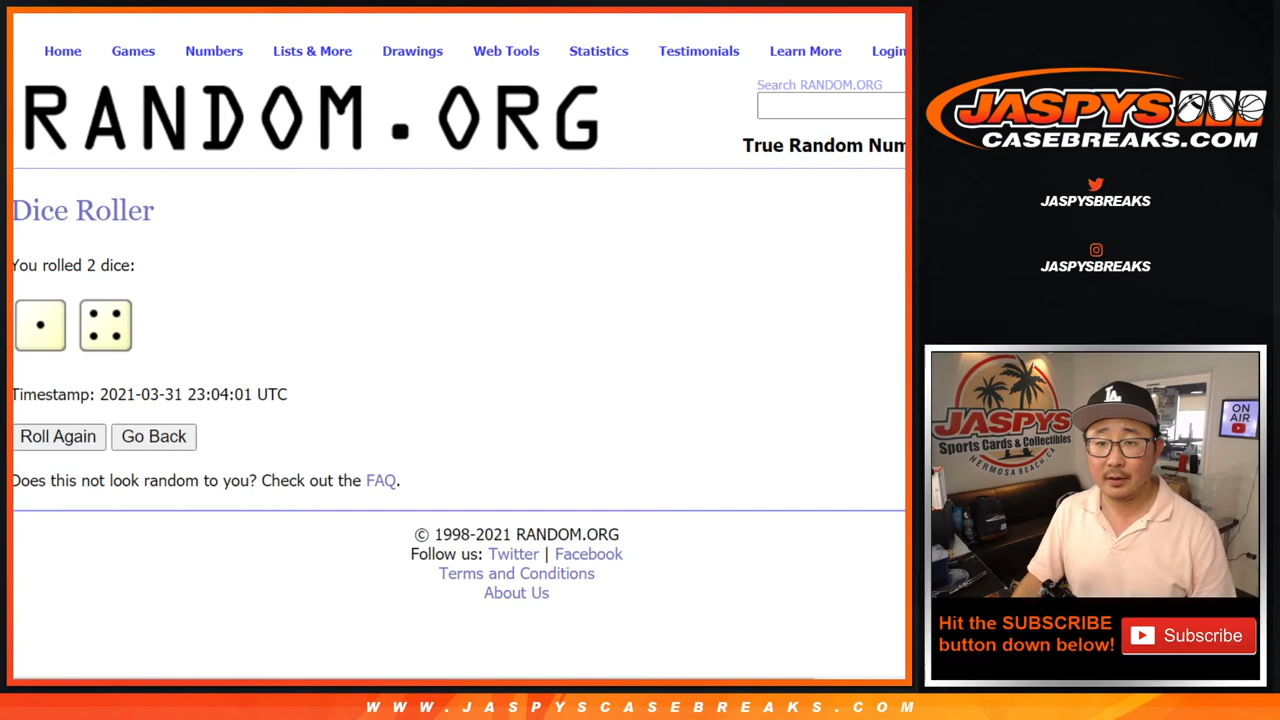 Home Games Numbers Lists & More Drawings Web Tools Statistics Testimonials Learn More Login
Search RANDOM.ORG
RANDOM.ORG
True Random Num
Dice Roller
You rolled 2 dice:
Timestamp: 2021-03-31 23:04:01 UTC
Roll Again Go Back
Does this not look random to you? Check out the FAQ.
© 1998-2021 RANDOM.ORG
Follow us: Twitter | Facebook
Terms and Conditions
About Us
JASPYS
CASEBREAKS.COM
JASPYSBREAKS
JASPYSBREAKS
JASPYS
Sports Cards & Collectibles
HERMOSA BEACH, CA
LA
ON AIR
Hit the SUBSCRIBE
button down below!
Subscribe
WWW.JASPYSCASEBREAKS.COM